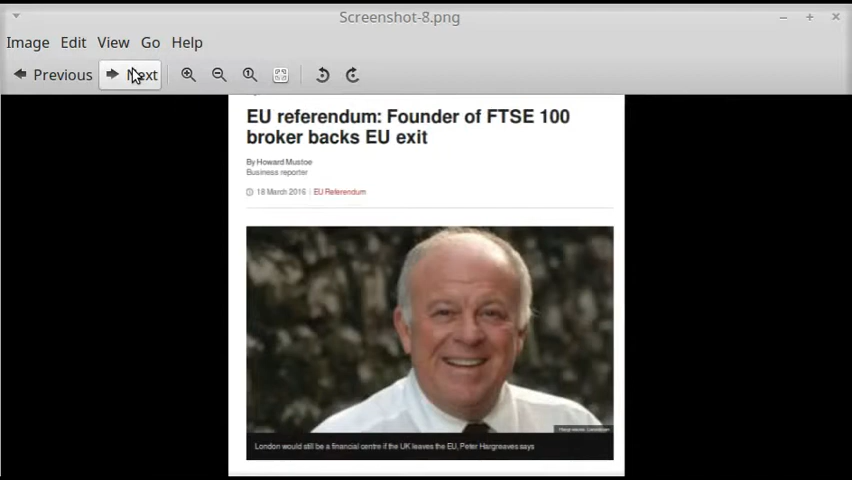 Screenshot-8.png
Image Edit View Go Help
Previous Next
EU referendum: Founder of FTSE 100
broker backs EU exit
By Howard Mustoe
Business reporter
18 March 2016 | EU Referendum
Hargreaves Lansdown
London would still be a financial centre if the UK leaves the EU, Peter Hargreaves says